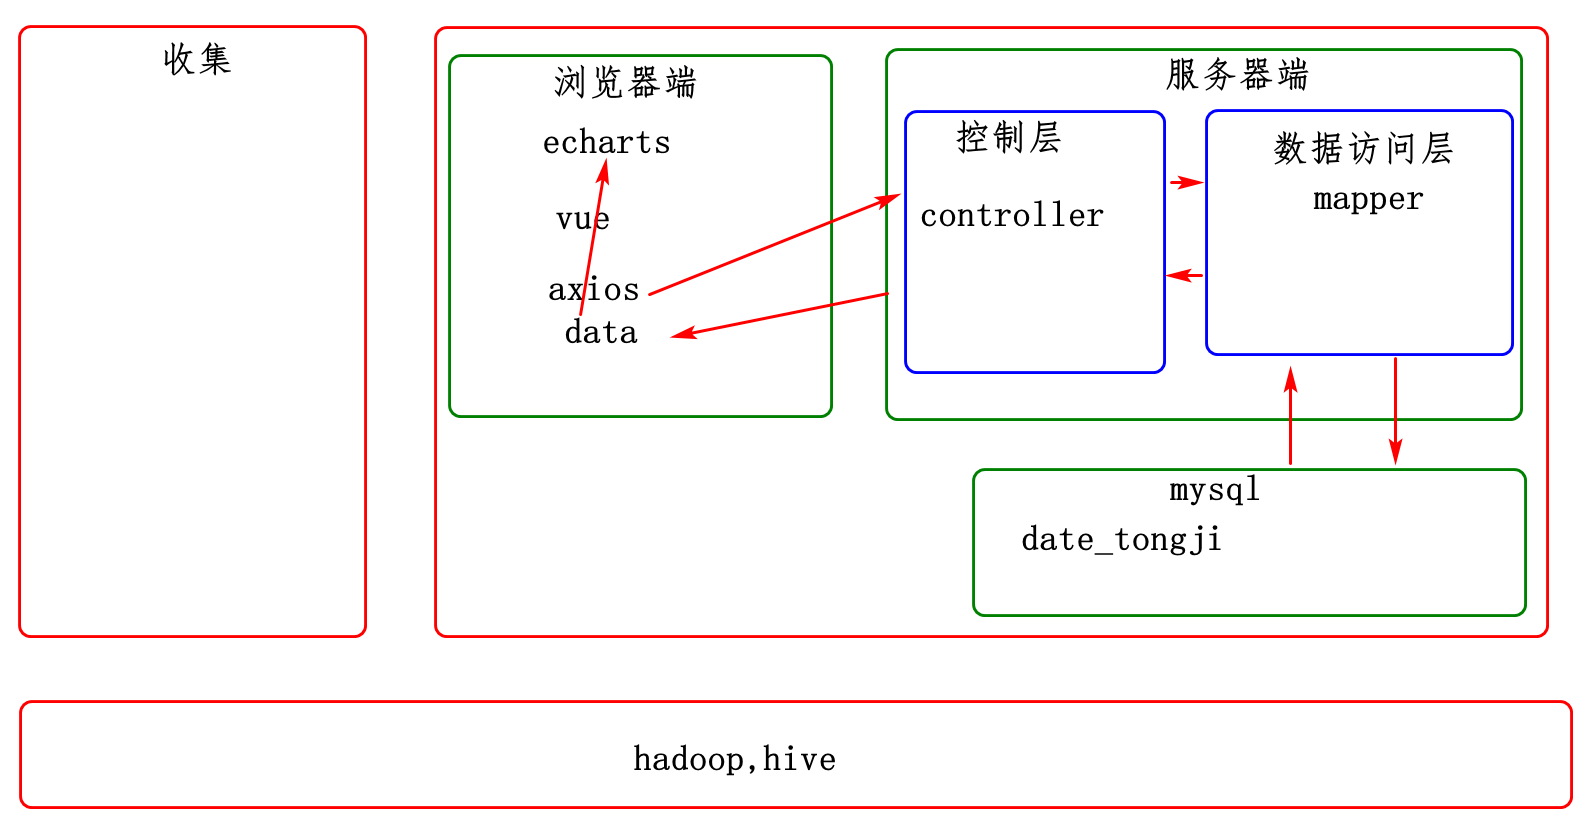 收集
浏览器端
echarts
vue
axios
data
服务器端
控制层
controller
数据访问层
mapper
mysql
date_tongji
hadoop,hive